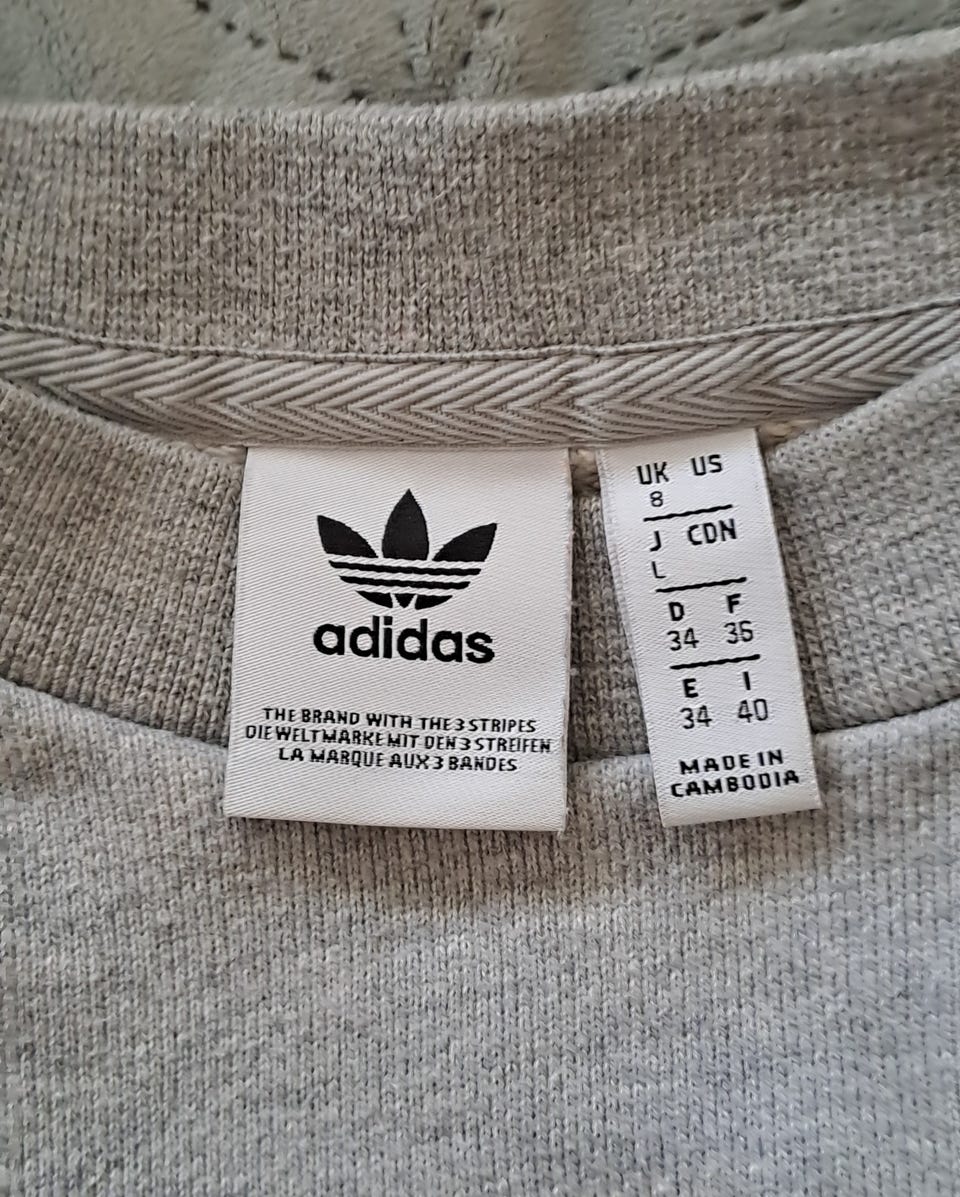 adidas
THE BRAND WITH THE 3 STRIPES
DIE WELTMARKE MIT DEN 3 STREIFEN
LA MARQUE AUX 3 BANDES
UK US
8
J CDN
L
D F
34 36
E I
34 40
MADE IN
CAMBODIA